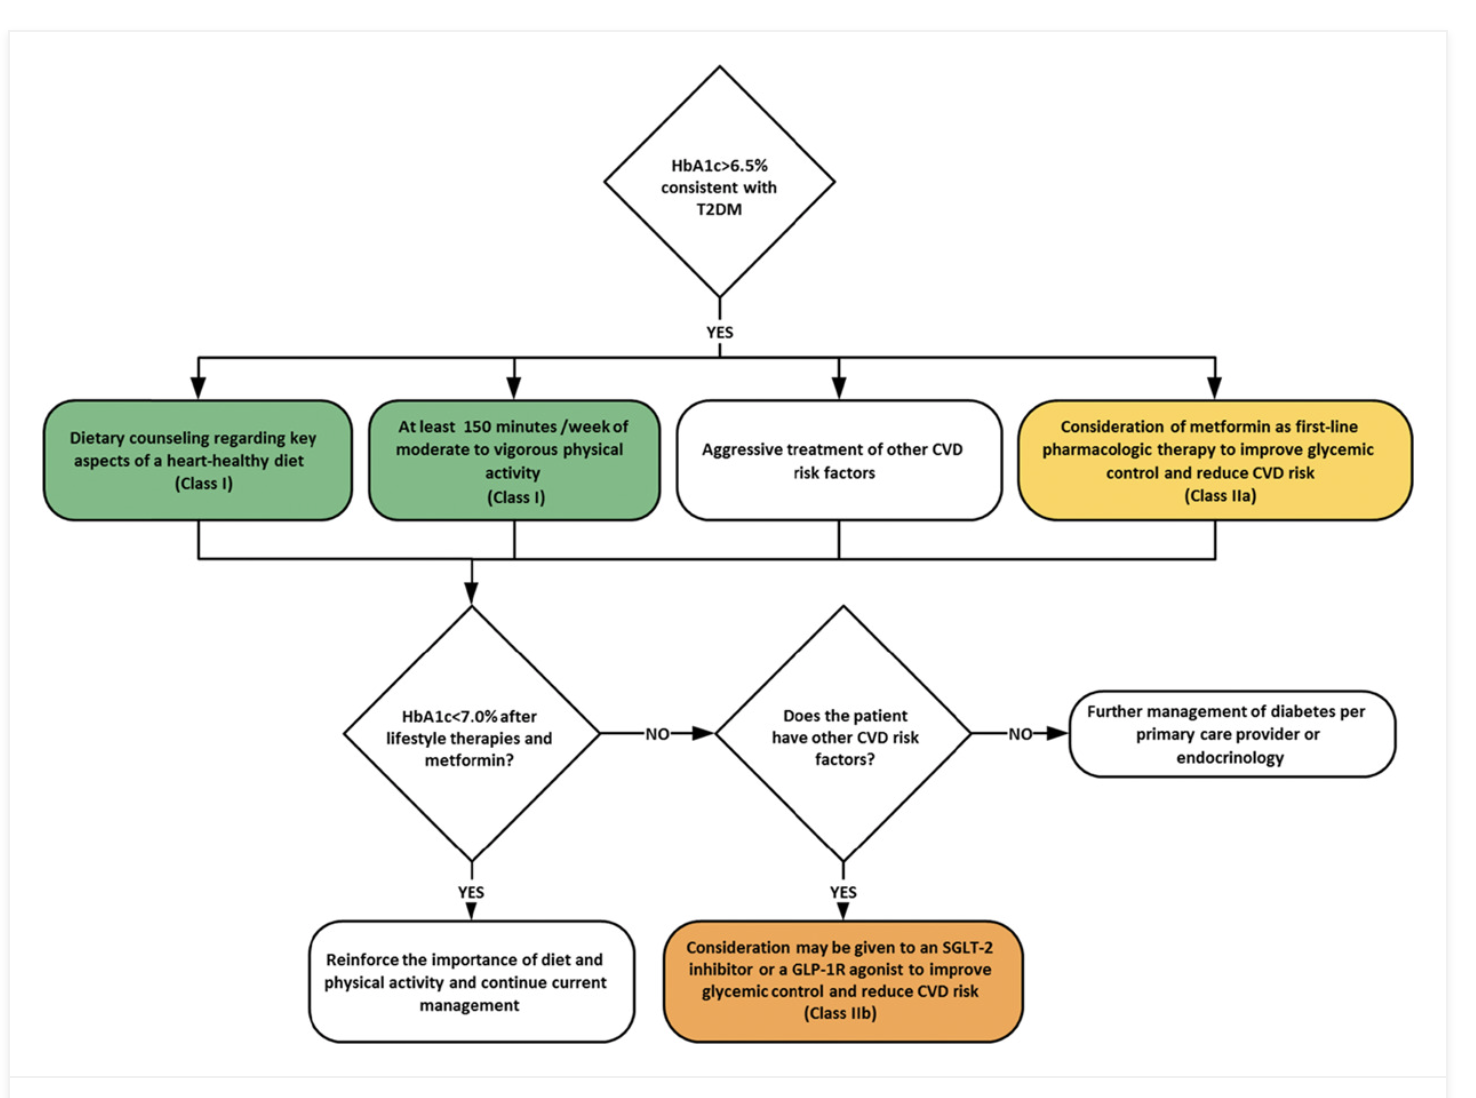 HbA1c>6.5%
consistent with
T2DM
YES
Dietary counseling regarding key
aspects of a heart-healthy diet
(Class I)
At least 150 minutes /week of
moderate to vigorous physical
activity
(Class I)
Aggressive treatment of other CVD
risk factors
Consideration of metformin as first-line
pharmacologic therapy to improve glycemic
control and reduce CVD risk
(Class IIa)
HbA1c<7.0% after
lifestyle therapies and
metformin?
NO
Does the patient
have other CVD risk
factors?
NO
Further management of diabetes per
primary care provider or
endocrinology
YES
YES
Reinforce the importance of diet and
physical activity and continue current
management
Consideration may be given to an SGLT-2
inhibitor or a GLP-1R agonist to improve
glycemic control and reduce CVD risk
(Class IIb)